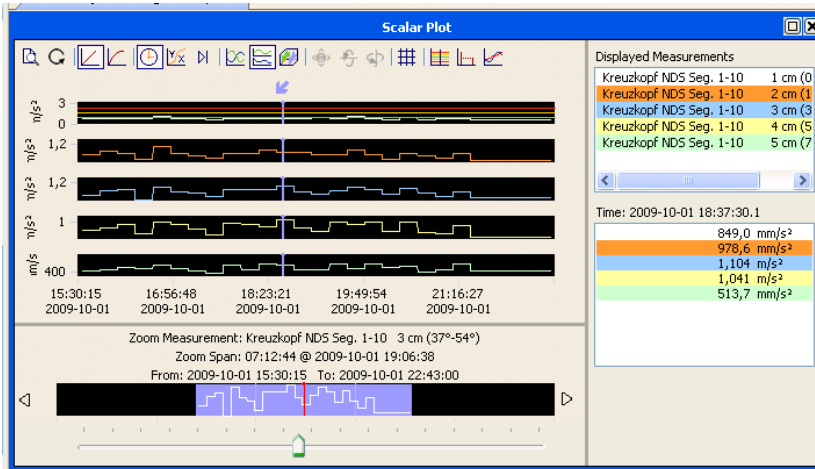 Scalar Plot
Displayed Measurements
Kreuzkopf NDS Seg. 1-10 1 cm (0
Kreuzkopf NDS Seg. 1-10 2 cm (1
Kreuzkopf NDS Seg. 1-10 3 cm (3
Kreuzkopf NDS Seg. 1-10 4 cm (5
Kreuzkopf NDS Seg. 1-10 5 cm (7
Time: 2009-10-01 18:37:30.1
849,0 mm/s²
978,6 mm/s²
1,104 m/s²
1,041 m/s²
513,7 mm/s²
3
0
1,2
1,2
1
400
15:30:15 16:56:48 18:23:21 19:49:54 21:16:27
2009-10-01 2009-10-01 2009-10-01 2009-10-01 2009-10-01
Zoom Measurement: Kreuzkopf NDS Seg. 1-10 3 cm (37°-54°)
Zoom Span: 07:12:44 @ 2009-10-01 19:06:38
From: 2009-10-01 15:30:15 To: 2009-10-01 22:43:00